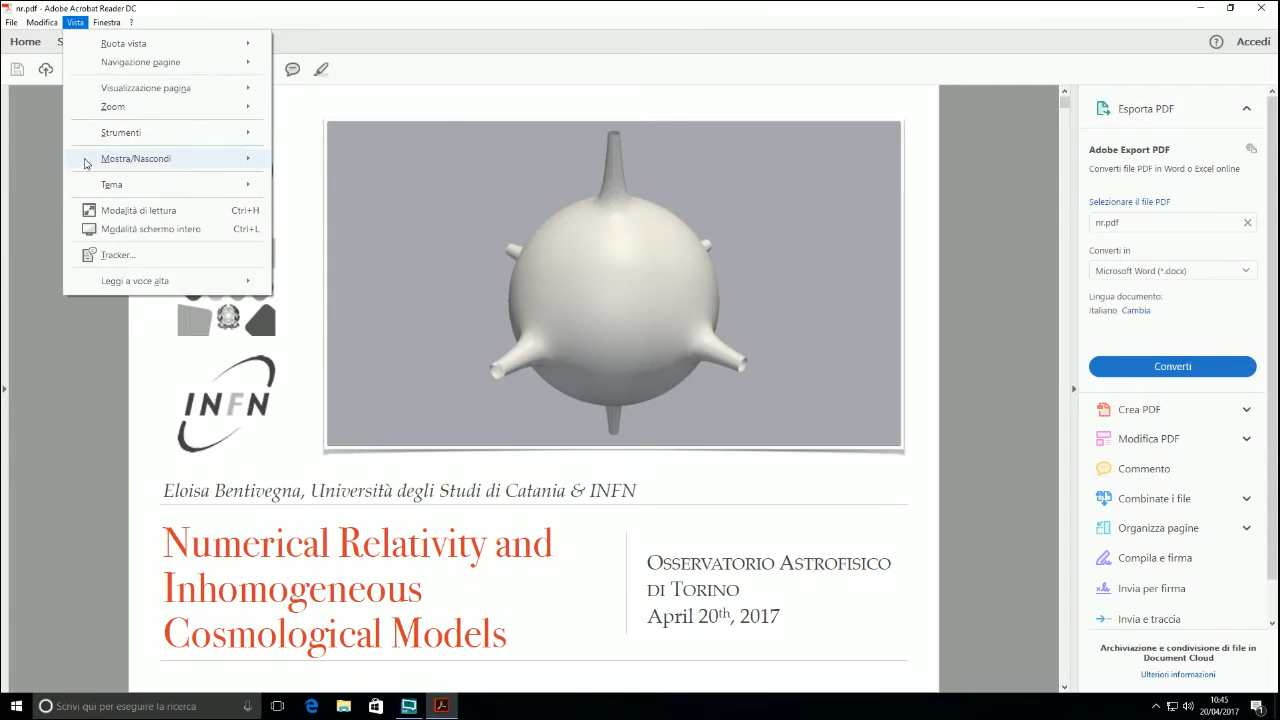 nr.pdf - Adobe Acrobat Reader DC
File Modifica Vista Finestra ?
Home S
Accedi
Ruota vista
Navigazione pagine
Visualizzazione pagina
Zoom
Strumenti
Mostra/Nascondi
Tema
Modalità di lettura Ctrl+H
Modalità schermo intero Ctrl+L
Tracker...
Leggi a voce alta
INFN
Eloisa Bentivegna, Università degli Studi di Catania & INFN
Numerical Relativity and
Inhomogeneous
Cosmological Models
Osservatorio Astrofisico
di Torino
April 20th, 2017
Esporta PDF
Adobe Export PDF
Converti file PDF in Word o Excel online
Selezionare il file PDF
nr.pdf
Converti in
Microsoft Word (*.docx)
Lingua documento:
Italiano Cambia
Converti
Crea PDF
Modifica PDF
Commento
Combinate i file
Organizza pagine
Compila e firma
Invia per firma
Invia e traccia
Archiviazione e condivisione di file in
Document Cloud
Ulteriori informazioni
Scrivi qui per eseguire la ricerca
10:45
20/04/2017
1